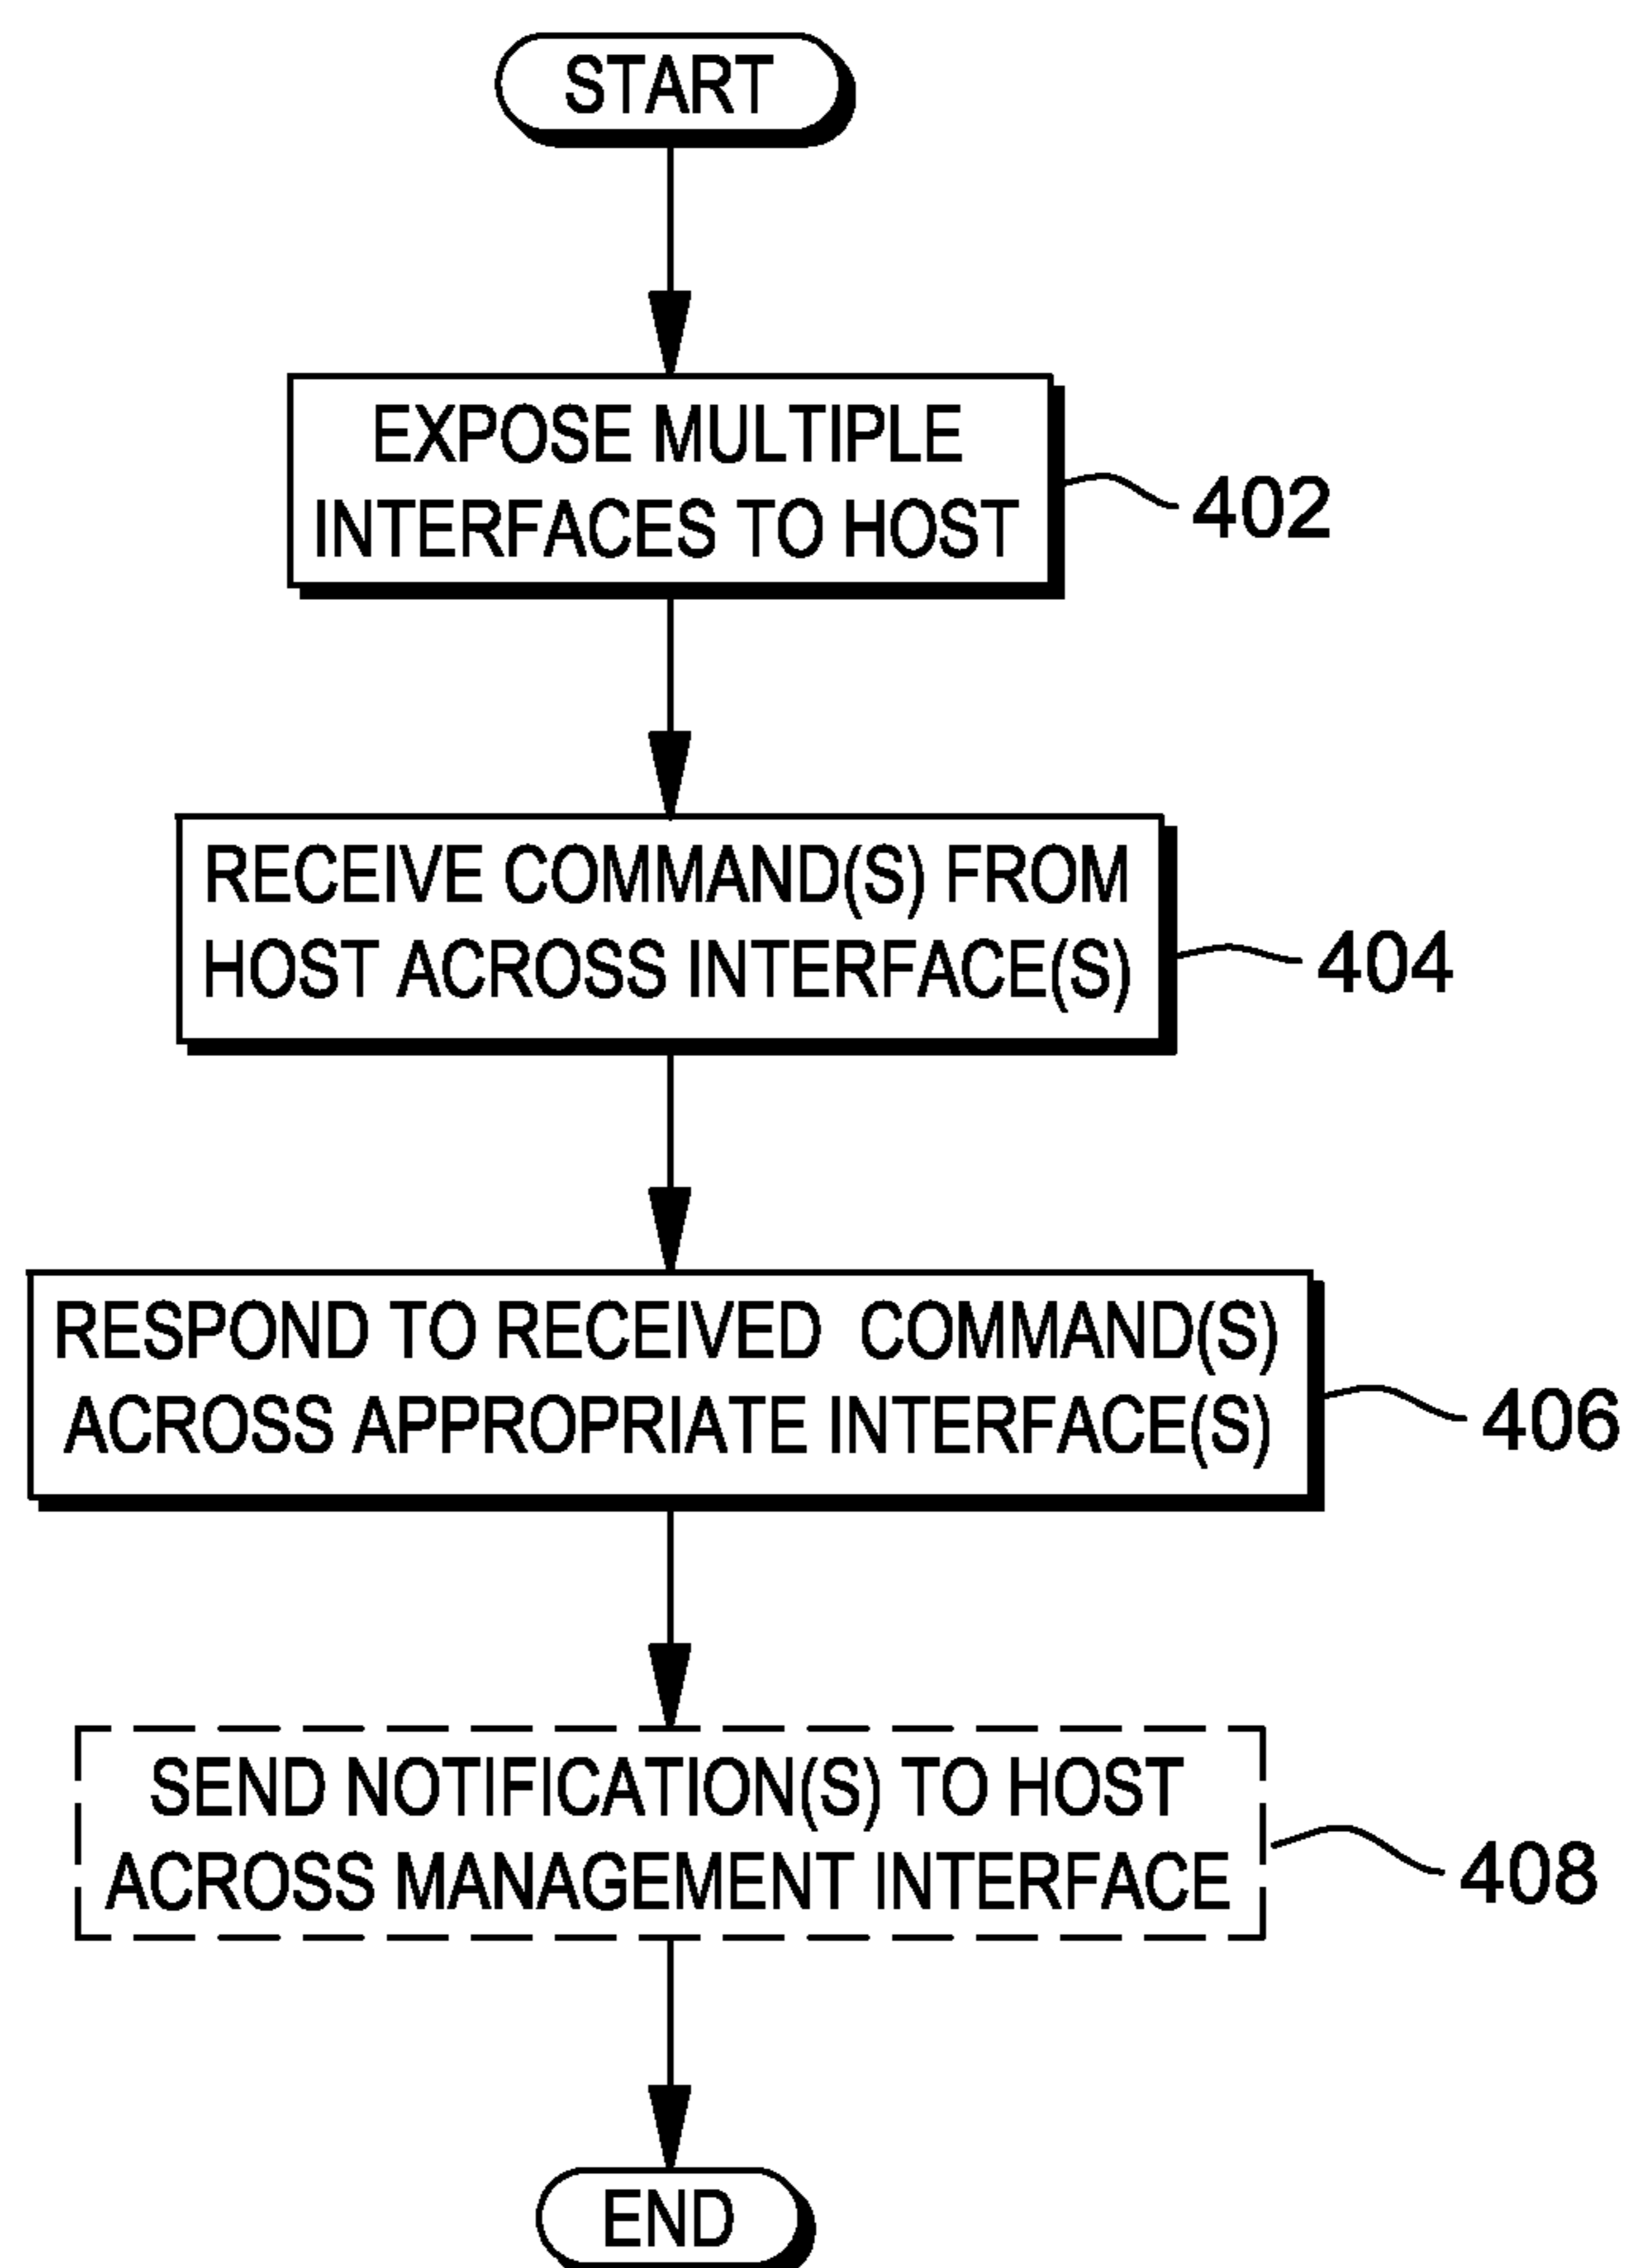 START
EXPOSE MULTIPLE
INTERFACES TO HOST
402
RECEIVE COMMAND(S) FROM
HOST ACROSS INTERFACE(S)
404
RESPOND TO RECEIVED COMMAND(S)
ACROSS APPROPRIATE INTERFACE(S)
406
SEND NOTIFICATION(S) TO HOST
ACROSS MANAGEMENT INTERFACE
408
END